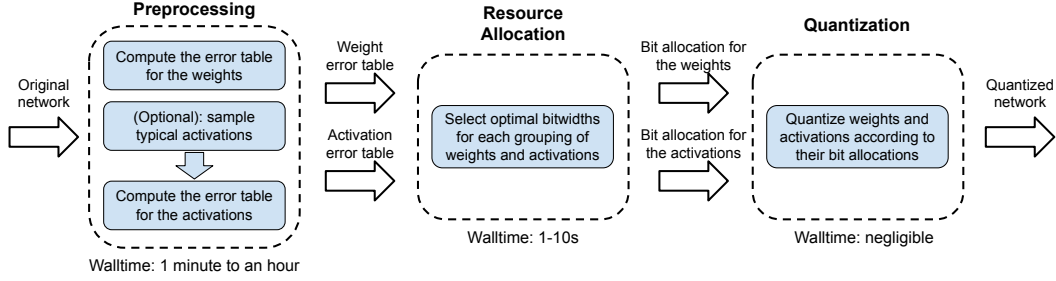 Preprocessing
Resource
Allocation
Quantization
Original
network
Compute the error table
for the weights
(Optional): sample
typical activations
Compute the error table
for the activations
Walltime: 1 minute to an hour
Weight
error table
Activation
error table
Select optimal bitwidths
for each grouping of
weights and activations
Walltime: 1-10s
Bit allocation for
the weights
Bit allocation for
the activations
Quantize weights and
activations according to
their bit allocations
Walltime: negligible
Quantized
network